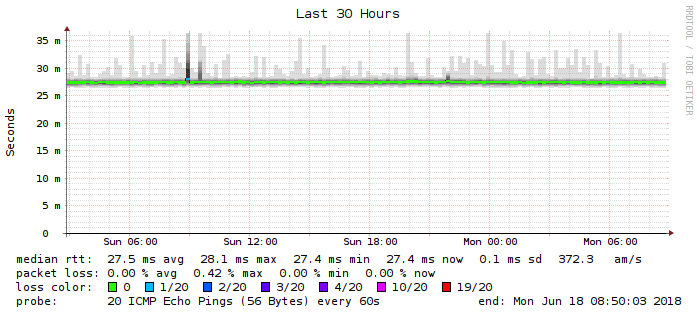 Last 30 Hours
RRDTOOL / TOBI OETIKER
Seconds
35 m
30 m
25 m
20 m
15 m
10 m
5 m
0
Sun 06:00 Sun 12:00 Sun 18:00 Mon 00:00 Mon 06:00
median rtt: 27.5 ms avg 28.1 ms max 27.4 ms min 27.4 ms now 0.1 ms sd 372.3 am/s
packet loss: 0.00 % avg 0.42 % max 0.00 % min 0.00 % now
loss color: 0 1/20 2/20 3/20 4/20 10/20 19/20
probe: 20 ICMP Echo Pings (56 Bytes) every 60s end: Mon Jun 18 08:50:03 2018